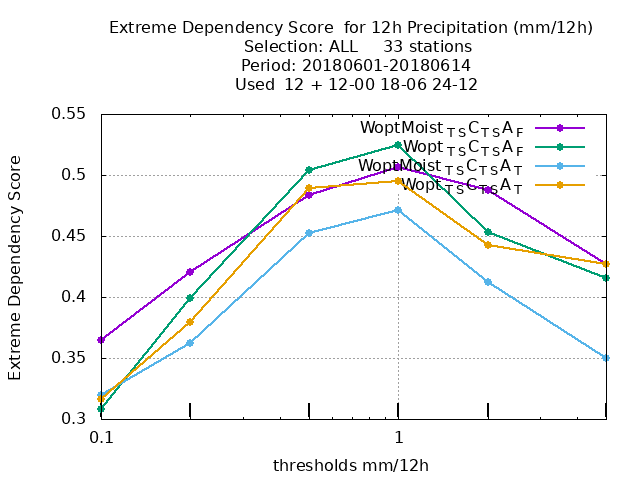 Extreme Dependency Score  for 12h Precipitation (mm/12h)
Selection: ALL     33 stations
Period: 20180601-20180614
Used  12 + 12-00 18-06 24-12
Extreme Dependency Score
0.55
0.5
0.45
0.4
0.35
0.3
WoptMoist TS C TS A F
Wopt TS C TS A F
WoptMoist TS C TS A T
Wopt TS C TS A T
0.1
1
thresholds mm/12h